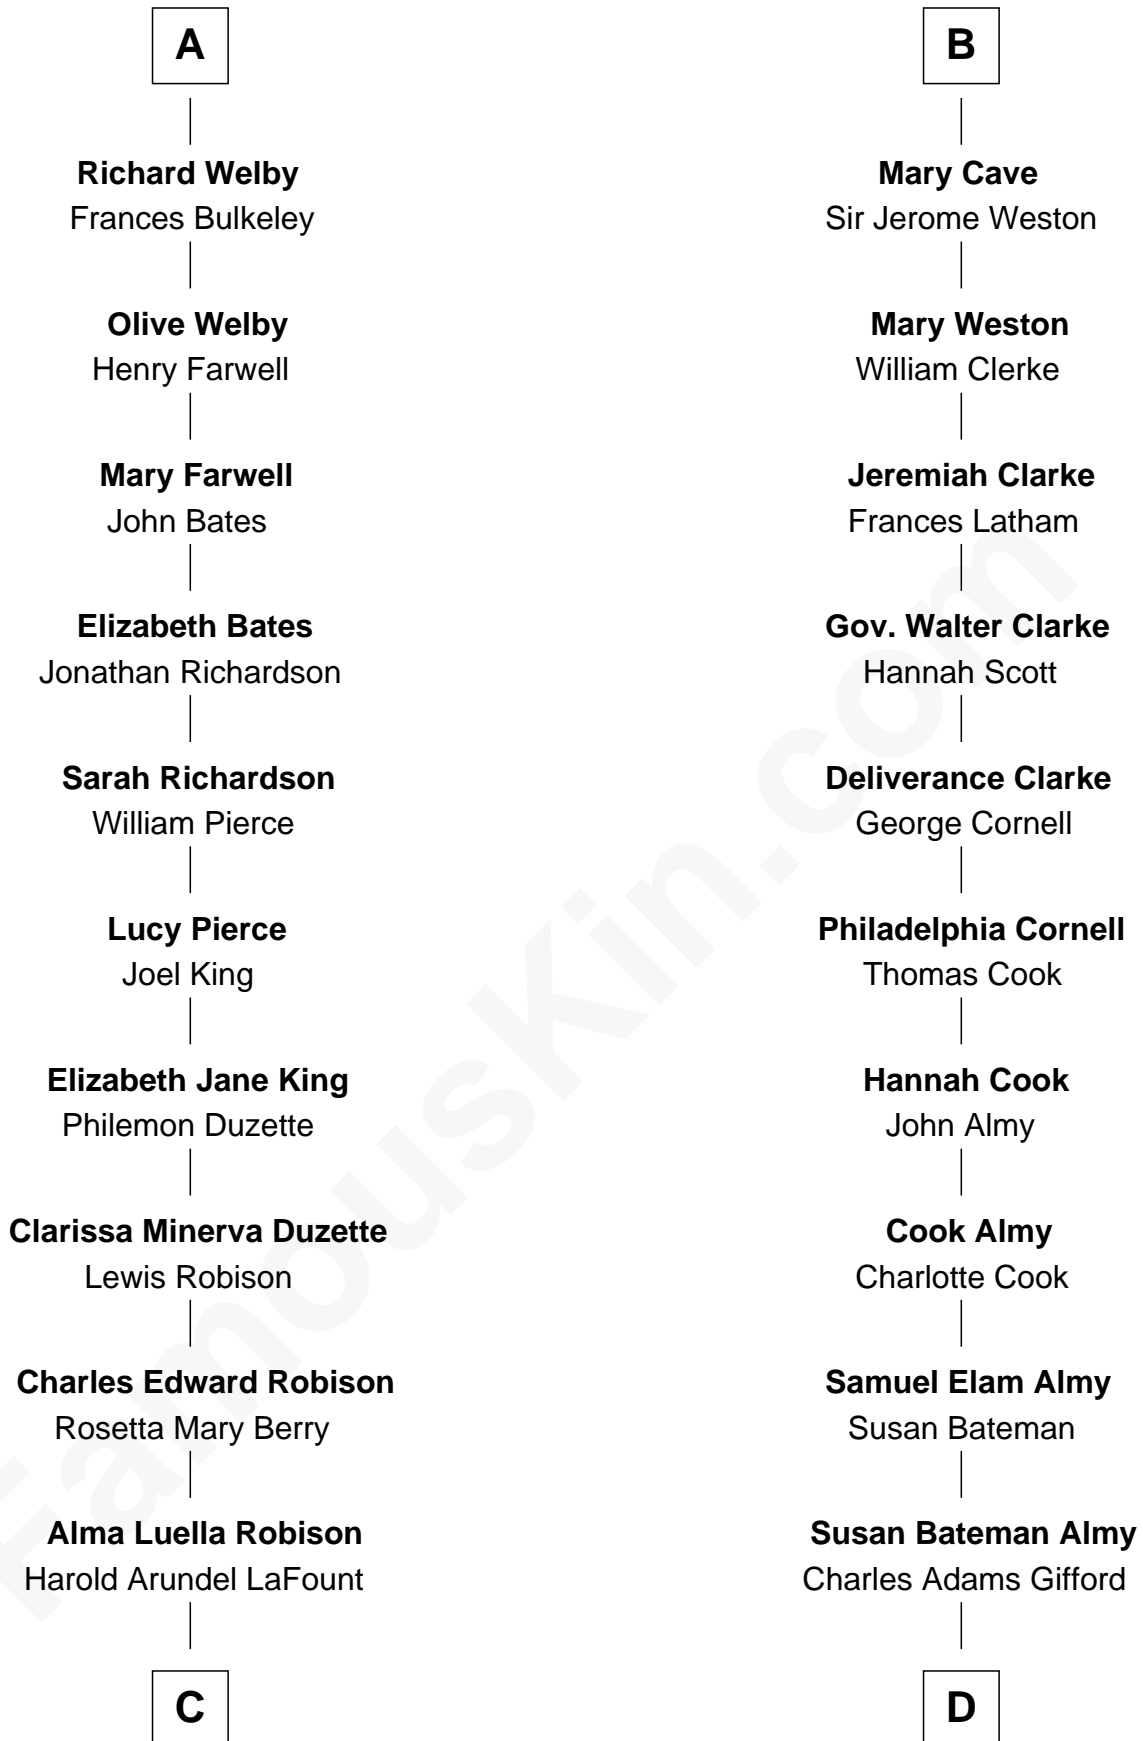 A
Richard Welby
Frances Bulkeley
Olive Welby
Henry Farwell
Mary Farwell
John Bates
Elizabeth Bates
Jonathan Richardson
Sarah Richardson
William Pierce
Lucy Pierce
Joel King
Elizabeth Jane King
Philemon Duzette
Clarissa Minerva Duzette
Lewis Robison
Charles Edward Robison
Rosetta Mary Berry
Alma Luella Robison
Harold Arundel LaFount
C
B
Mary Cave
Sir Jerome Weston
Mary Weston
William Clerke
Jeremiah Clarke
Frances Latham
Gov. Walter Clarke
Hannah Scott
Deliverance Clarke
George Cornell
Philadelphia Cornell
Thomas Cook
Hannah Cook
John Almy
Cook Almy
Charlotte Cook
Samuel Elam Almy
Susan Bateman
Susan Bateman Almy
Charles Adams Gifford
D
FamousKin.com